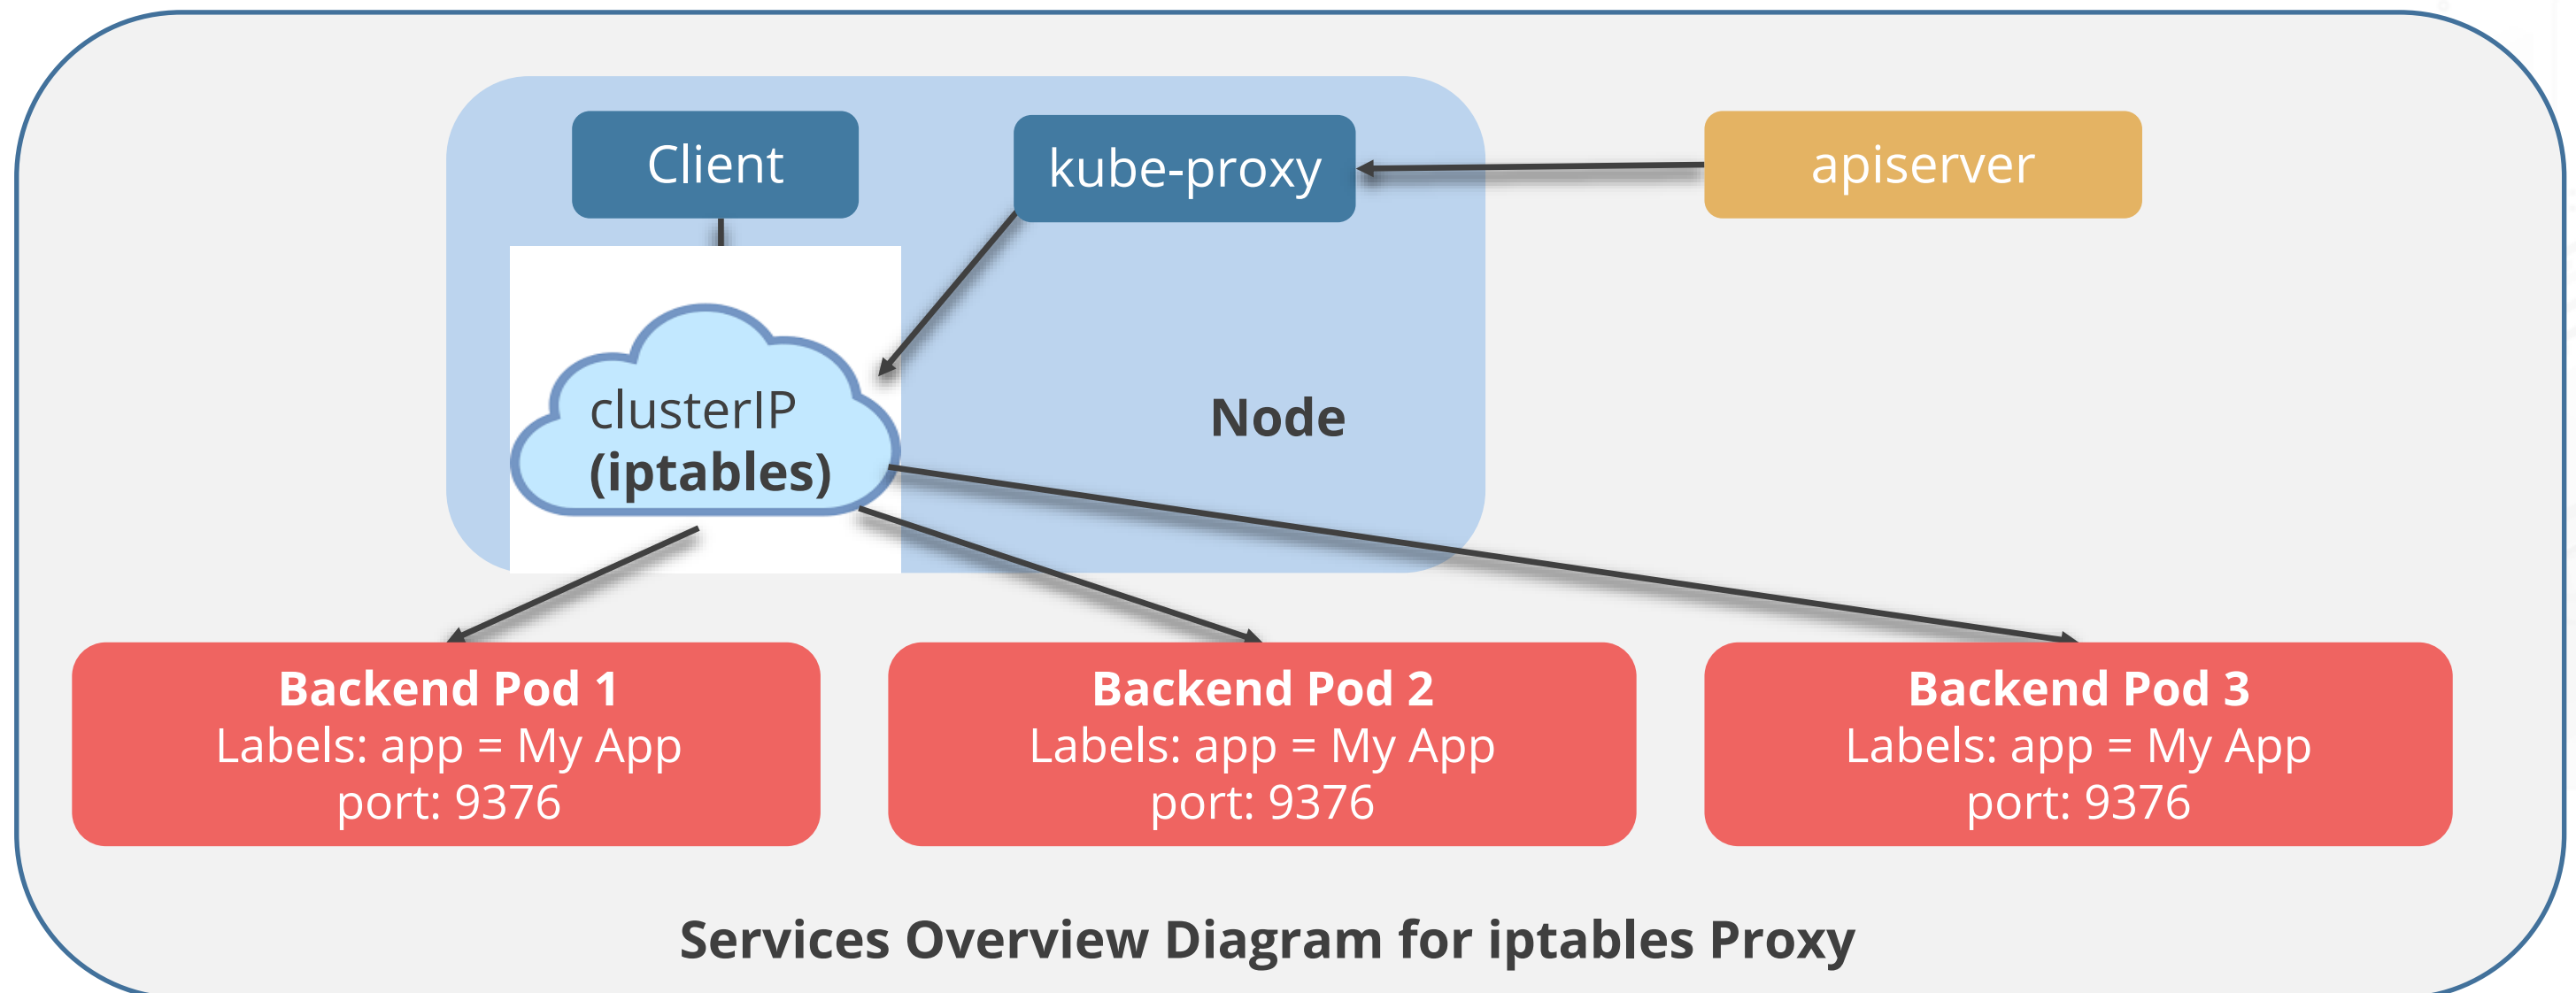 Client
kube-proxy
apiserver
clusterIP
(iptables)
Node
Backend Pod 1
Labels: app = My App
port: 9376
Backend Pod 2
Labels: app = My App
port: 9376
Backend Pod 3
Labels: app = My App
port: 9376
Services Overview Diagram for iptables Proxy